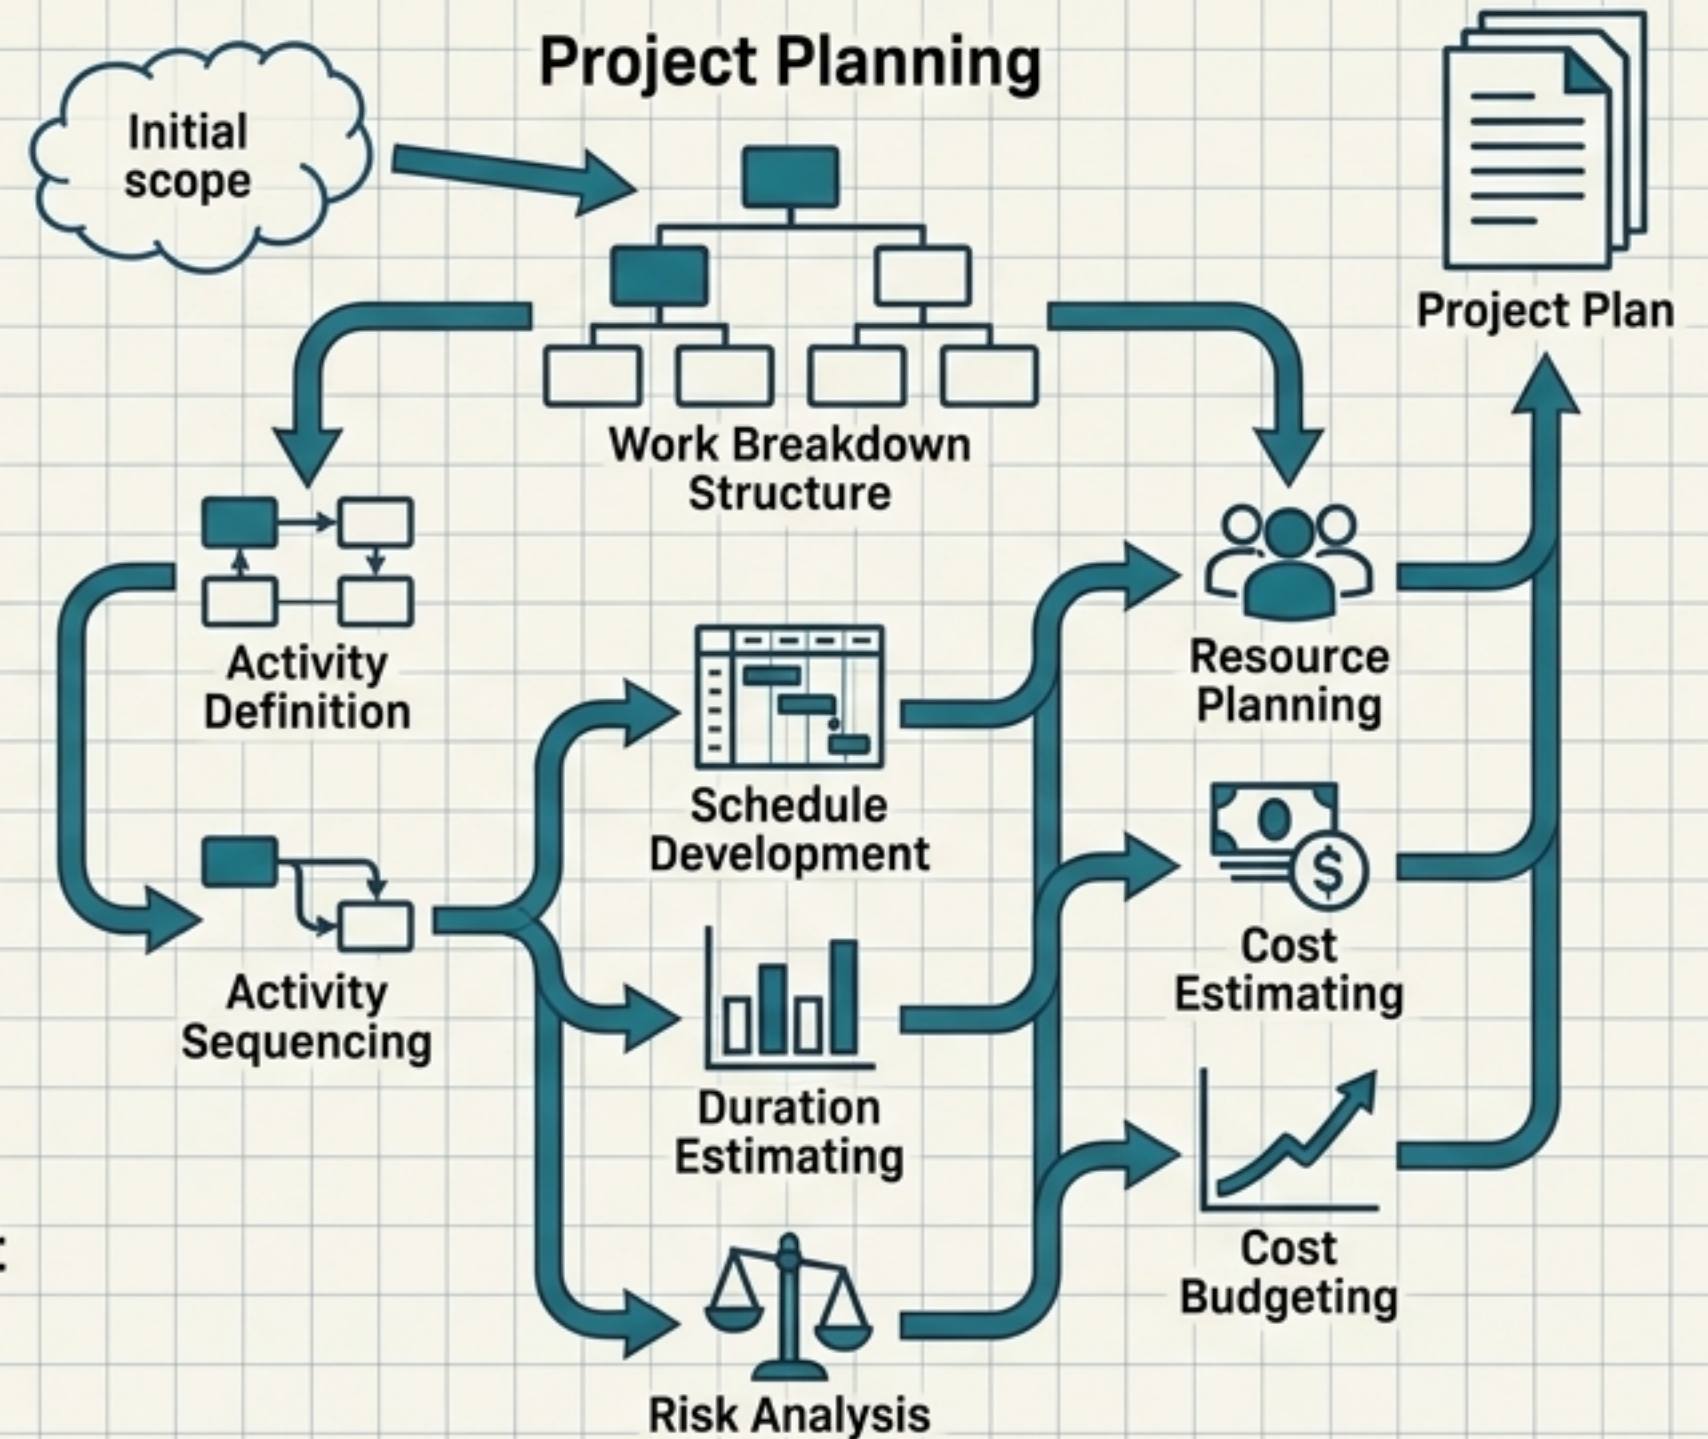 Project Planning
Initial
scope
Project Plan
Work Breakdown
Structure
Activity
Definition
Resource
Planning
Schedule
Development
$
Cost
Estimating
Activity
Sequencing
Duration
Estimating
Cost
Budgeting
Risk Analysis